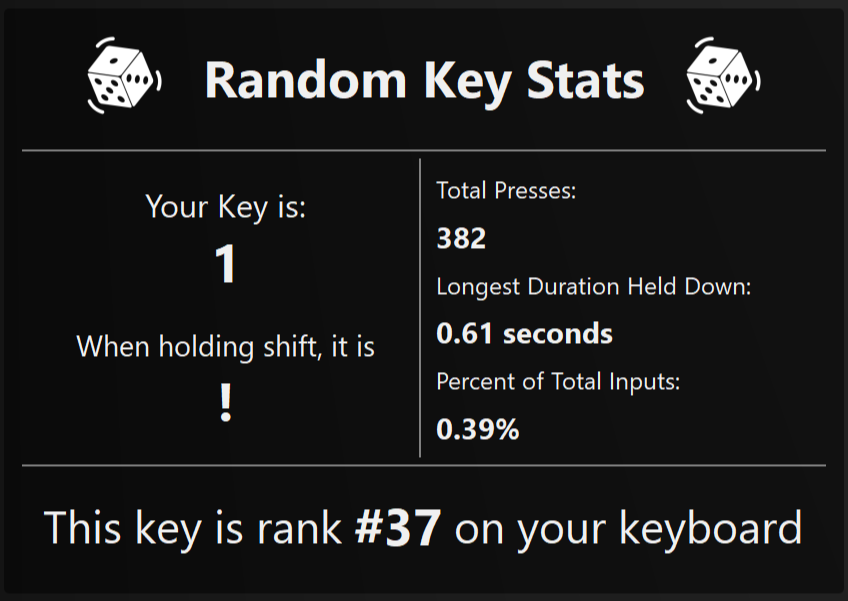 Random Key Stats
Your Key is:
1
When holding shift, it is
!
Total Presses:
382
Longest Duration Held Down:
0.61 seconds
Percent of Total Inputs:
0.39%
This key is rank #37 on your keyboard